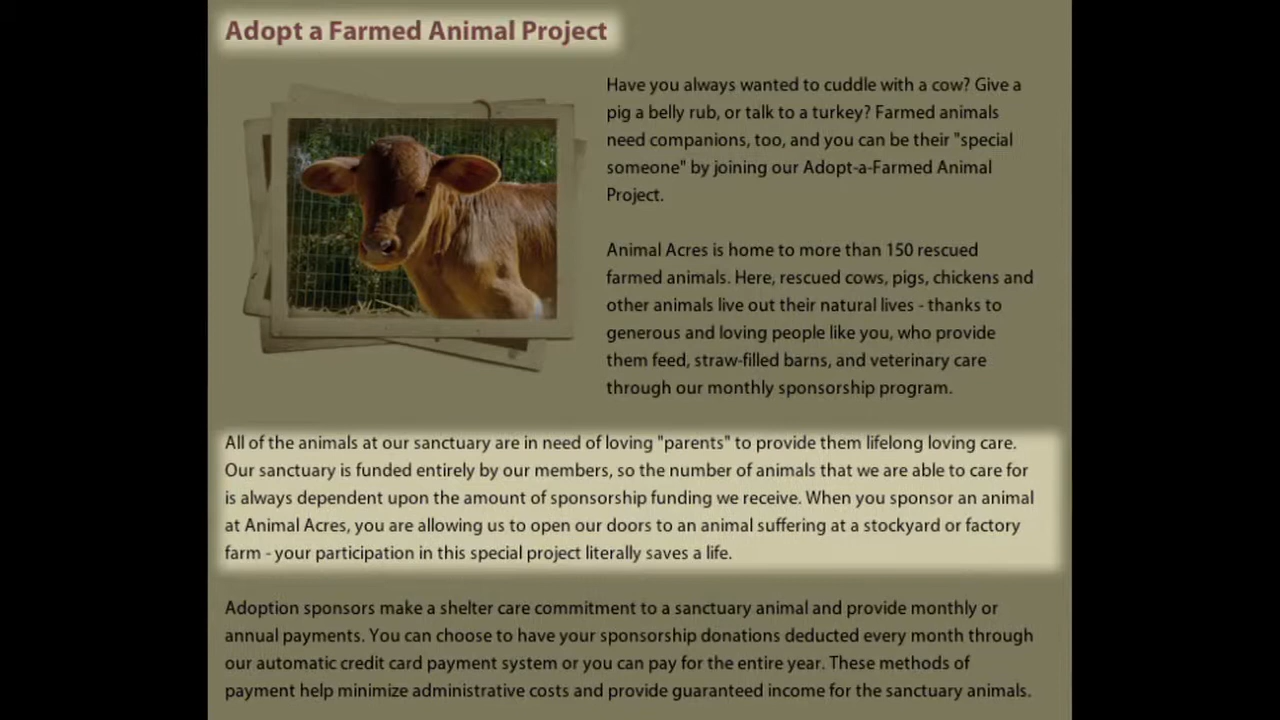 Adopt a Farmed Animal Project
Have you always wanted to cuddle with a cow? Give a
pig a belly rub, or talk to a turkey? Farmed animals
need companions, too, and you can be their "special
someone" by joining our Adopt-a-Farmed Animal
Project.
Animal Acres is home to more than 150 rescued
farmed animals. Here, rescued cows, pigs, chickens and
other animals live out their natural lives - thanks to
generous and loving people like you, who provide
them feed, straw-filled barns, and veterinary care
through our monthly sponsorship program.
All of the animals at our sanctuary are in need of loving "parents" to provide them lifelong loving care.
Our sanctuary is funded entirely by our members, so the number of animals that we are able to care for
is always dependent upon the amount of sponsorship funding we receive. When you sponsor an animal
at Animal Acres, you are allowing us to open our doors to an animal suffering at a stockyard or factory
farm - your participation in this special project literally saves a life.
Adoption sponsors make a shelter care commitment to a sanctuary animal and provide monthly or
annual payments. You can choose to have your sponsorship donations deducted every month through
our automatic credit card payment system or you can pay for the entire year. These methods of
payment help minimize administrative costs and provide guaranteed income for the sanctuary animals.